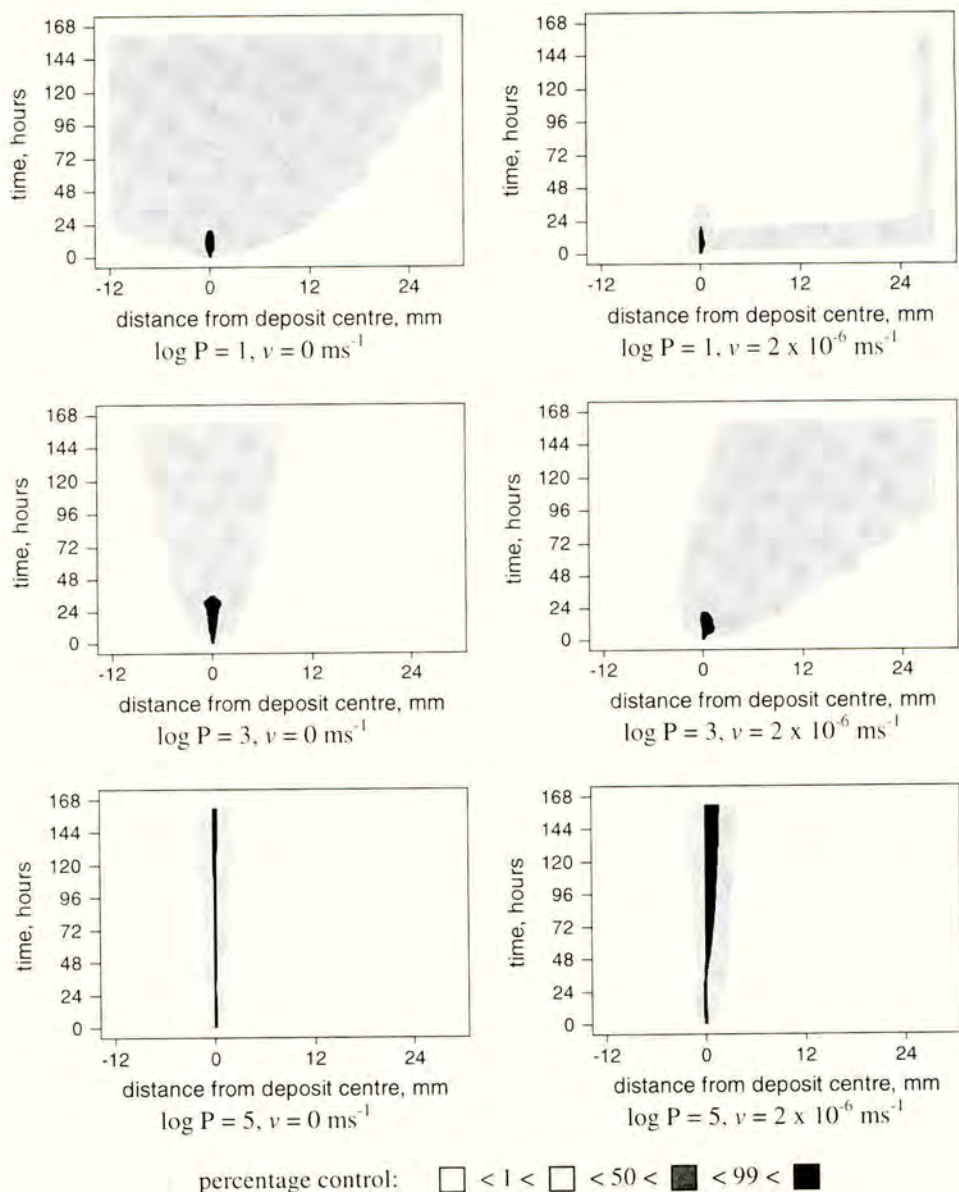 168
144
120
96
72
48
24
0
time, hours
-12 0 12 24
distance from deposit centre, mm
log P = 1, v = 0 ms⁻¹
168
144
120
96
72
48
24
0
time, hours
-12 0 12 24
distance from deposit centre, mm
log P = 1, v = 2 x 10⁻⁶ ms⁻¹
168
144
120
96
72
48
24
0
time, hours
-12 0 12 24
distance from deposit centre, mm
log P = 3, v = 0 ms⁻¹
168
144
120
96
72
48
24
0
time, hours
-12 0 12 24
distance from deposit centre, mm
log P = 3, v = 2 x 10⁻⁶ ms⁻¹
168
144
120
96
72
48
24
0
time, hours
-12 0 12 24
distance from deposit centre, mm
log P = 5, v = 0 ms⁻¹
168
144
120
96
72
48
24
0
time, hours
-12 0 12 24
distance from deposit centre, mm
log P = 5, v = 2 x 10⁻⁶ ms⁻¹
percentage control: < 1 < < 50 < < 99 <